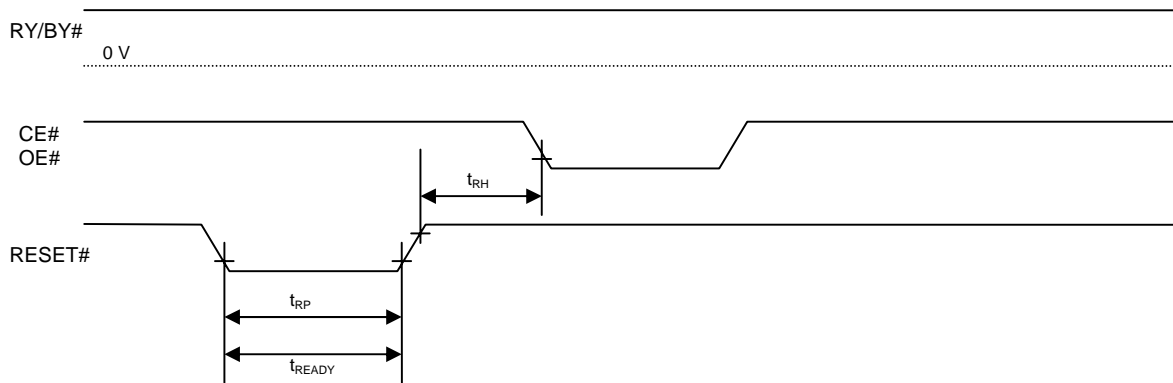 RY/BY#
0 V
CE#
OE#
tRH
RESET#
tRP
tREADY